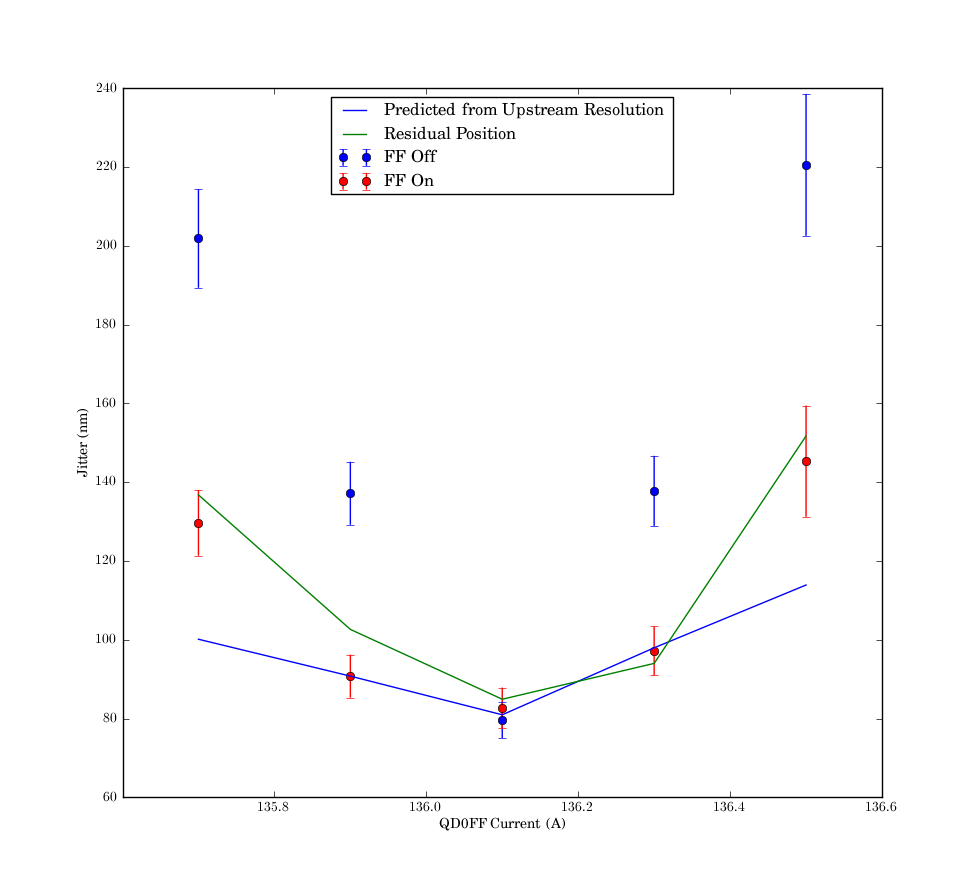 240
220
200
180
160
140
120
100
80
60
Jitter (nm)
Predicted from Upstream Resolution
Residual Position
FF Off
FF On
135.8
136.0
136.2
136.4
136.6
QD0FF Current (A)